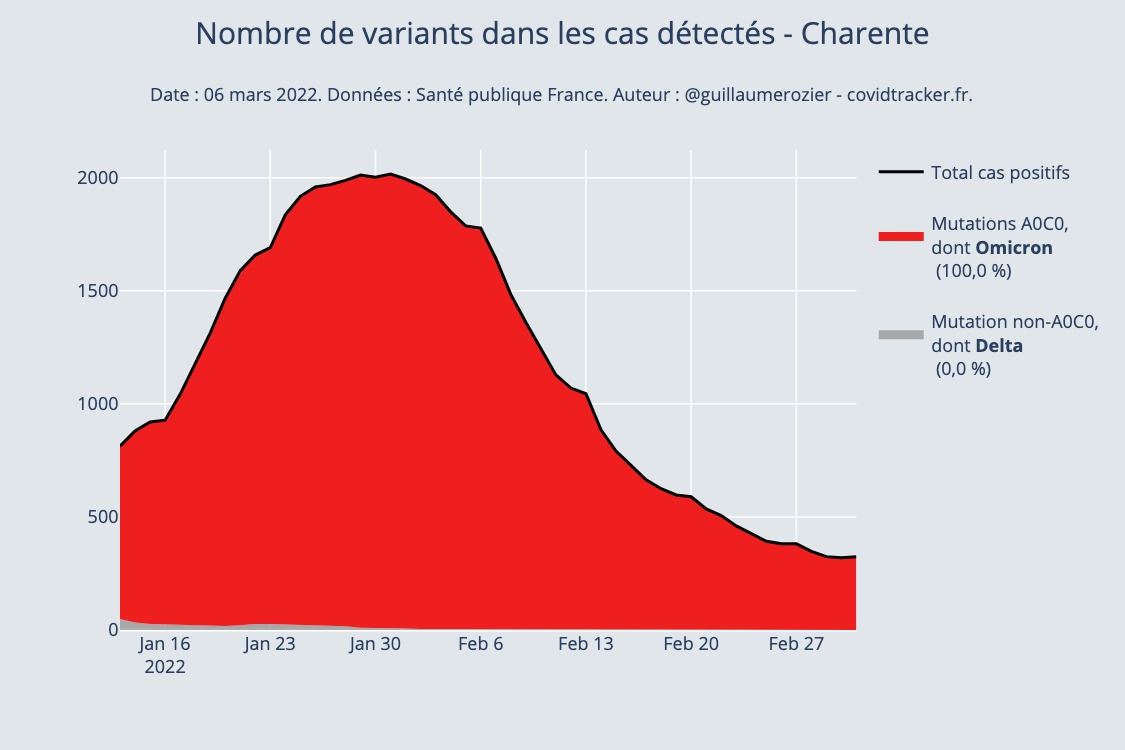 Nombre de variants dans les cas détectés - Charente
Date : 06 mars 2022. Données : Santé publique France. Auteur : @guillaumerozier - covidtracker.fr.
2000
1500
1000
500
0
Jan 16
2022
Jan 23
Jan 30
Feb 6
Feb 13
Feb 20
Feb 27
Total cas positifs
Mutations A0C0,
dont Omicron
(100,0 %)
Mutation non-A0C0,
dont Delta
(0,0 %)